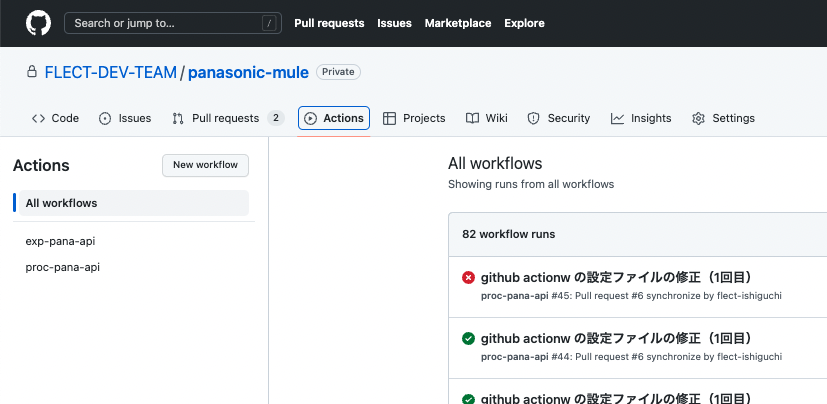 Search or jump to... / Pull requests Issues Marketplace Explore
FLECT-DEV-TEAM / panasonic-mule Private
Code Issues Pull requests 2 Actions Projects Wiki Security Insights Settings
Actions New workflow
All workflows
exp-pana-api
proc-pana-api
All workflows
Showing runs from all workflows
82 workflow runs
github actionw の設定ファイルの修正（1回目）
proc-pana-api #45: Pull request #6 synchronize by flect-ishiguchi
github actionw の設定ファイルの修正（1回目）
proc-pana-api #44: Pull request #6 synchronize by flect-ishiguchi
github actionw の設定ファイルの修正（1回目）